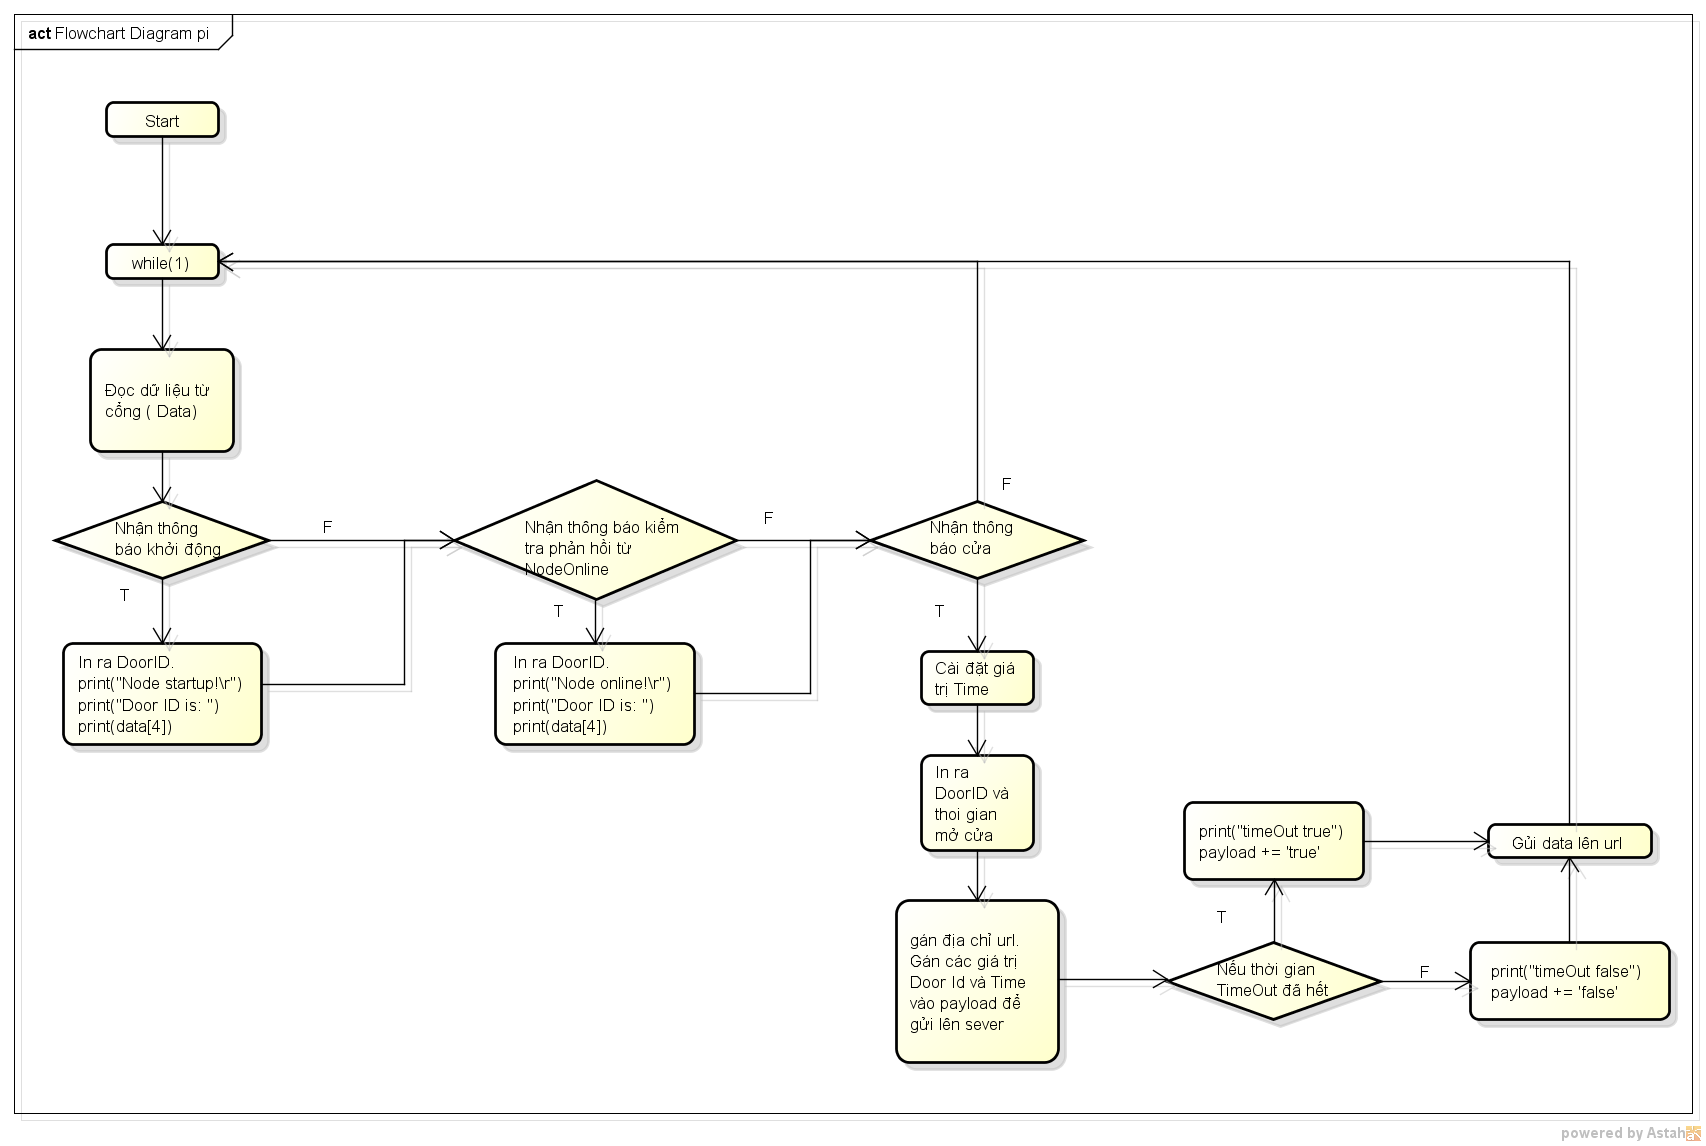 act Flowchart Diagram pi
Start
while(1)
Đọc dữ liệu từ
cổng ( Data)
Nhận thông
báo khởi động
F
T
In ra DoorID.
print("Node startup!\r")
print("Door ID is: ")
print(data[4])
Nhận thông báo kiểm
tra phản hồi từ
NodeOnline
F
T
In ra DoorID.
print("Node online!\r")
print("Door ID is: ")
print(data[4])
F
Nhận thông
báo cửa
T
Cài đặt giá
trị Time
In ra
DoorID và
thoi gian
mở cửa
gán địa chỉ url.
Gán các giá trị
Door Id và Time
vào payload để
gửi lên sever
Nếu thời gian
TimeOut đã hết
T
print("timeOut true")
payload += 'true'
F
print("timeOut false")
payload += 'false'
Gủi data lên url
powered by Astah